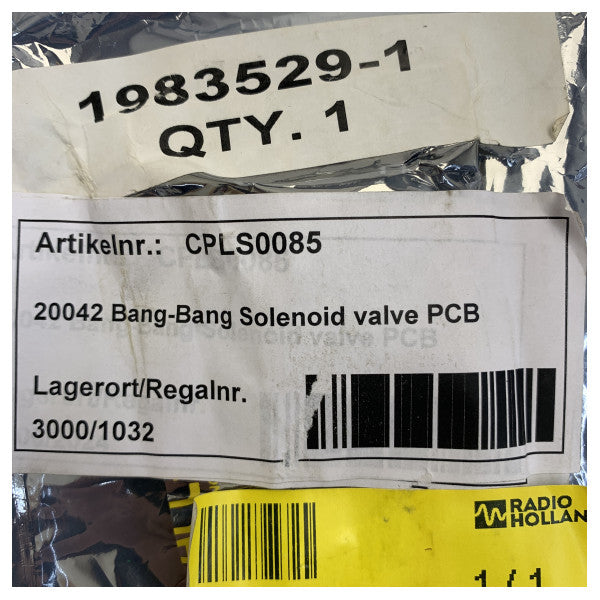 1983529-1
QTY. 1
Artikelnr.: CPLS0085
20042 Bang-Bang Solenoid valve PCB
Lagerort/Regalnr.
3000/1032
RADIO
HOLLAN
1 / 1